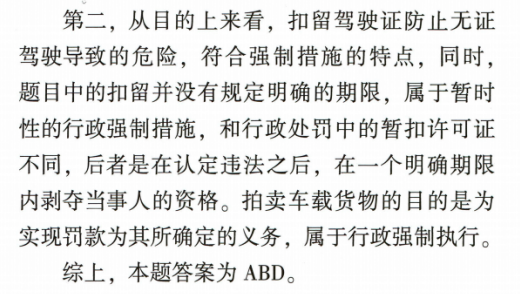 第二，从目的上来看，扣留驾驶证防止无证
驾驶导致的危险，符合强制措施的特点，同时，
题目中的扣留并没有规定明确的期限，属于暂时
性的行政强制措施，和行政处罚中的暂扣许可证
不同，后者是在认定违法之后，在一个明确期限
内剥夺当事人的资格。拍卖车载货物的目的是为
实现罚款为其所确定的义务，属于行政强制执行。
综上，本题答案为 ABD。